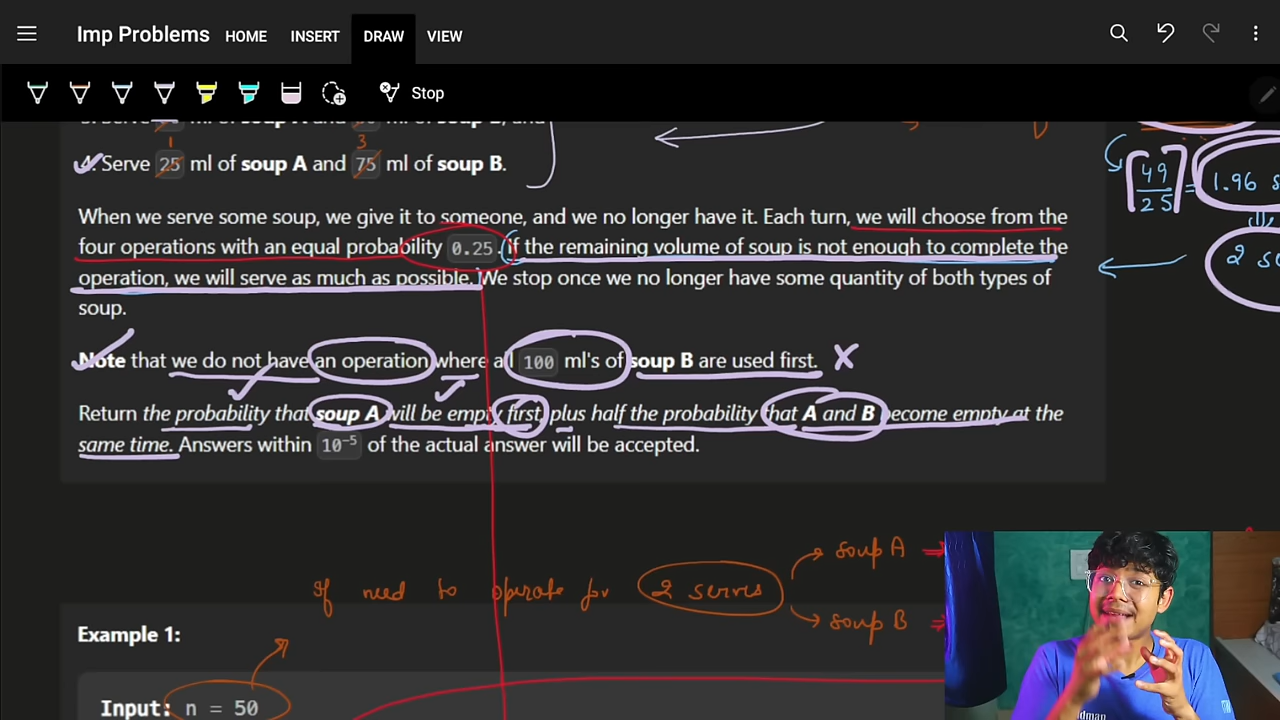 Imp Problems HOME INSERT DRAW VIEW
Stop
4. Serve 25 ml of soup A and 75 ml of soup B.
1 3
49
25
= 1.96 s
2 se
When we serve some soup, we give it to someone, and we no longer have it. Each turn, we will choose from the
four operations with an equal probability 0.25. If the remaining volume of soup is not enough to complete the
operation, we will serve as much as possible. We stop once we no longer have some quantity of both types of
soup.
Note that we do not have an operation where all 100 ml's of soup B are used first. X
Return the probability that soup A will be empty first, plus half the probability that A and B become empty at the
same time. Answers within 10⁻⁵ of the actual answer will be accepted.
If need to operate for 2 serves
soup A ⇒
soup B ⇒
Example 1:
Input: n = 50